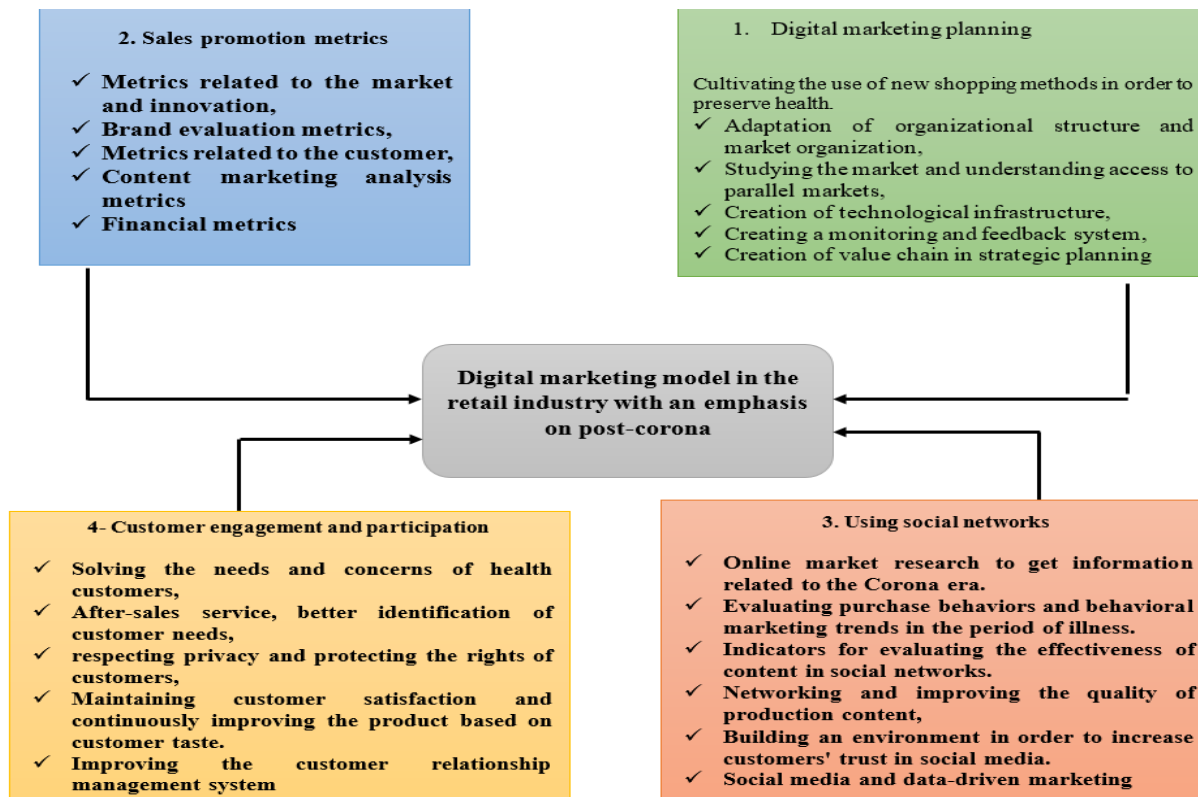 2. Sales promotion metrics
✓ Metrics related to the market
and innovation,
✓ Brand evaluation metrics,
✓ Metrics related to the customer,
✓ Content marketing analysis
metrics
✓ Financial metrics
1. Digital marketing planning
Cultivating the use of new shopping methods in order to
preserve health.
✓ Adaptation of organizational structure and
market organization,
✓ Studying the market and understanding access to
parallel markets,
✓ Creation of technological infrastructure,
✓ Creating a monitoring and feedback system,
✓ Creation of value chain in strategic planning
Digital marketing model in the
retail industry with an emphasis
on post-corona
4- Customer engagement and participation
✓ Solving the needs and concerns of health
customers,
✓ After-sales service, better identification of
customer needs,
✓ respecting privacy and protecting the rights of
customers,
✓ Maintaining customer satisfaction and
continuously improving the product based on
customer taste.
✓ Improving the customer relationship
management system
3. Using social networks
✓ Online market research to get information
related to the Corona era.
✓ Evaluating purchase behaviors and behavioral
marketing trends in the period of illness.
✓ Indicators for evaluating the effectiveness of
content in social networks.
✓ Networking and improving the quality of
production content,
✓ Building an environment in order to increase
customers' trust in social media.
✓ Social media and data-driven marketing